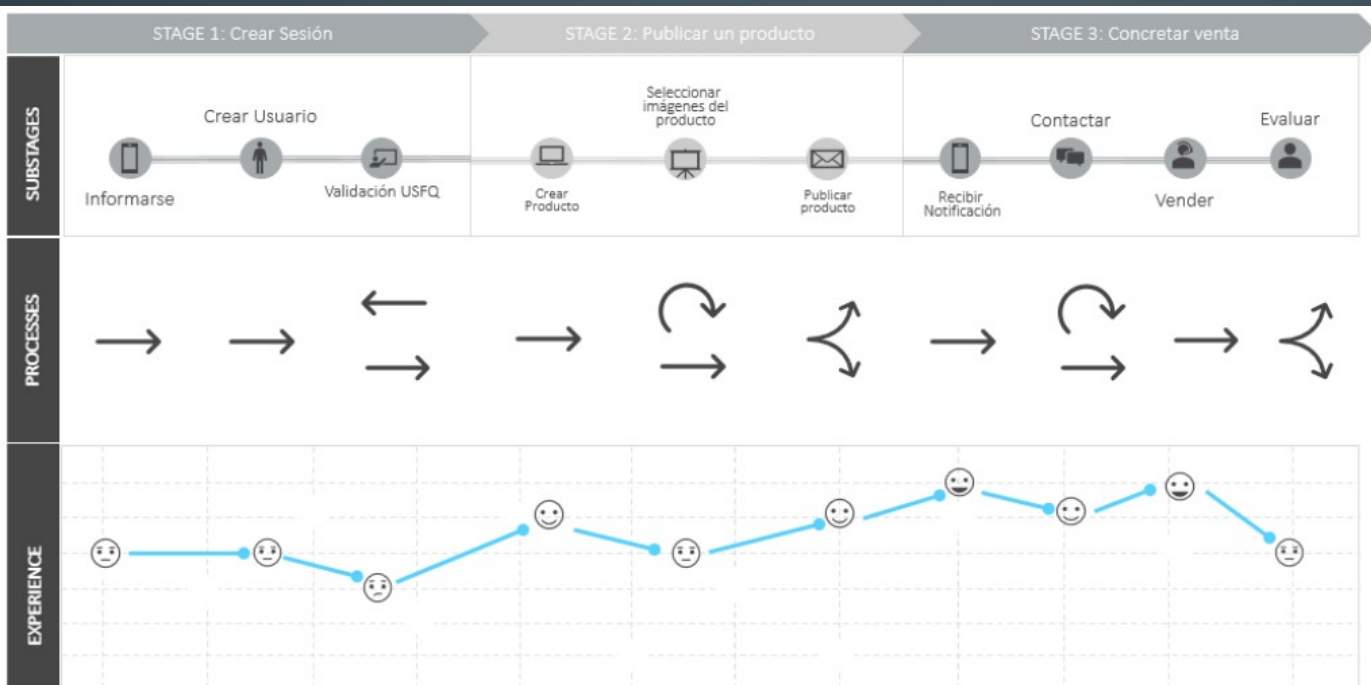 STAGE 1: Crear Sesión
STAGE 2: Publicar un producto
STAGE 3: Concretar venta
SUBSTAGES
Informarse
Crear Usuario
Validación USFQ
Crear
Producto
Seleccionar
imágenes del
producto
Publicar
producto
Recibir
Notificación
Contactar
Vender
Evaluar
PROCESSES
EXPERIENCE